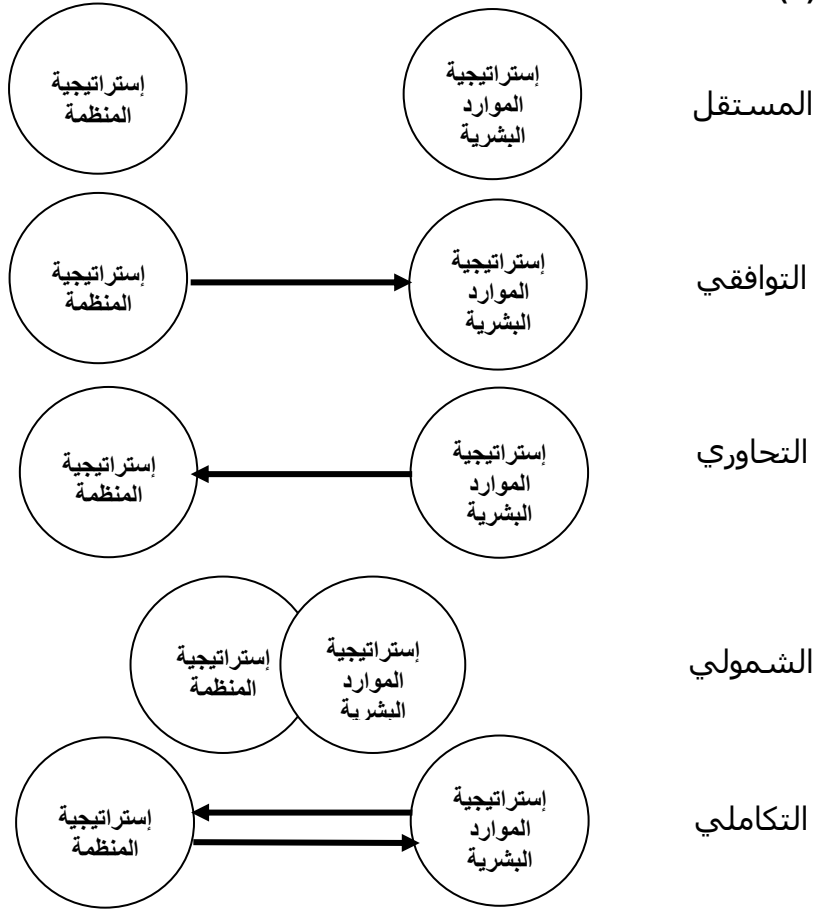 المستقل
إستراتيجية
الموارد
البشرية
إستراتيجية
المنظمة
التوافقي
إستراتيجية
الموارد
البشرية
إستراتيجية
المنظمة
التحاوري
إستراتيجية
الموارد
البشرية
إستراتيجية
المنظمة
الشمولي
إستراتيجية
الموارد
البشرية
إستراتيجية
المنظمة
التكاملي
إستراتيجية
الموارد
البشرية
إستراتيجية
المنظمة